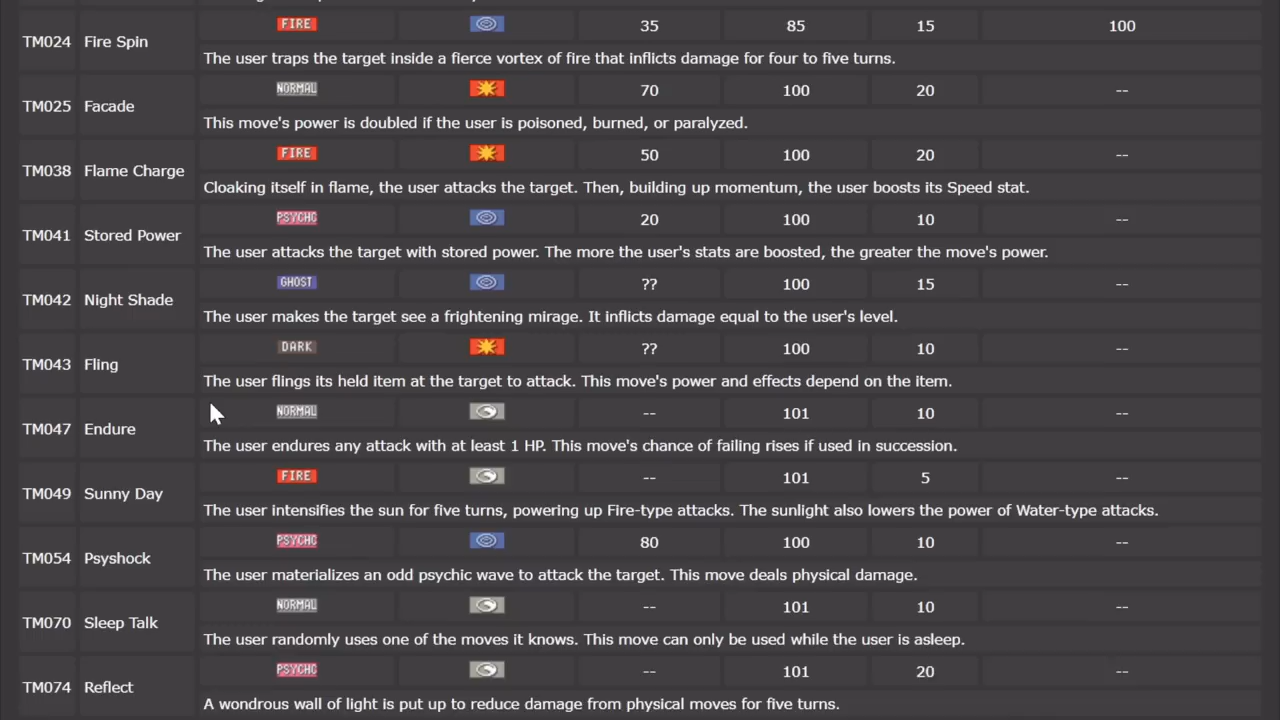 TM024 Fire Spin FIRE 35 85 15 100
The user traps the target inside a fierce vortex of fire that inflicts damage for four to five turns.
TM025 Facade NORMAL 70 100 20 --
This move's power is doubled if the user is poisoned, burned, or paralyzed.
TM038 Flame Charge FIRE 50 100 20 --
Cloaking itself in flame, the user attacks the target. Then, building up momentum, the user boosts its Speed stat.
TM041 Stored Power PSYCHC 20 100 10 --
The user attacks the target with stored power. The more the user's stats are boosted, the greater the move's power.
TM042 Night Shade GHOST ?? 100 15 --
The user makes the target see a frightening mirage. It inflicts damage equal to the user's level.
TM043 Fling DARK ?? 100 10 --
The user flings its held item at the target to attack. This move's power and effects depend on the item.
TM047 Endure NORMAL -- 101 10 --
The user endures any attack with at least 1 HP. This move's chance of failing rises if used in succession.
TM049 Sunny Day FIRE -- 101 5 --
The user intensifies the sun for five turns, powering up Fire-type attacks. The sunlight also lowers the power of Water-type attacks.
TM054 Psyshock PSYCHC 80 100 10 --
The user materializes an odd psychic wave to attack the target. This move deals physical damage.
TM070 Sleep Talk NORMAL -- 101 10 --
The user randomly uses one of the moves it knows. This move can only be used while the user is asleep.
TM074 Reflect PSYCHC -- 101 20 --
A wondrous wall of light is put up to reduce damage from physical moves for five turns.